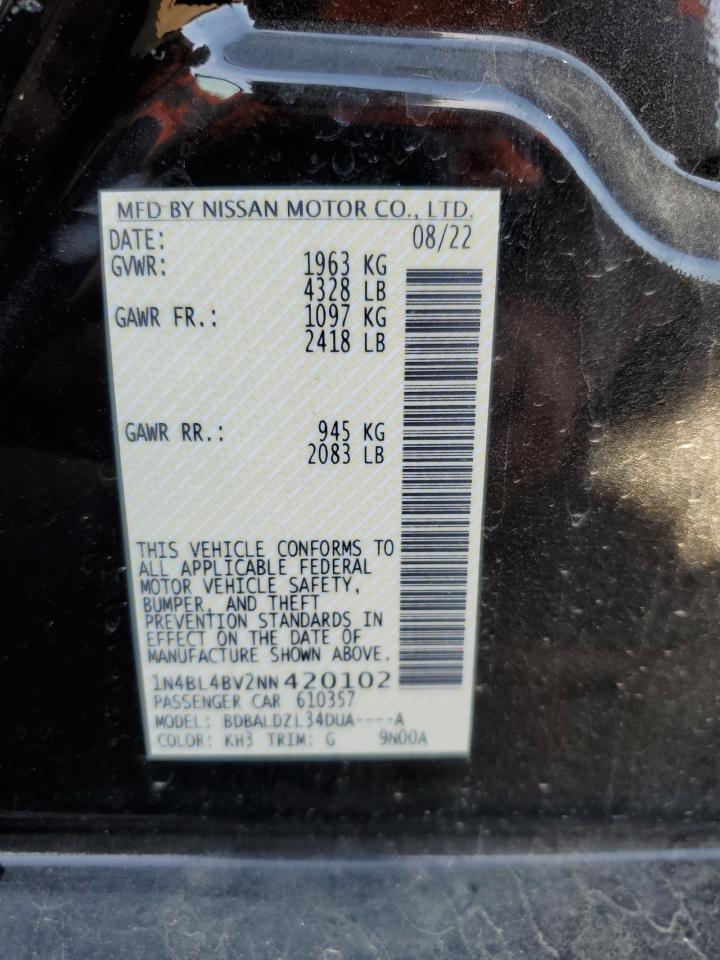 MFD BY NISSAN MOTOR CO., LTD.
DATE: 08/22
GVWR: 1963 KG
4328 LB
GAWR FR.: 1097 KG
2418 LB
GAWR RR.: 945 KG
2083 LB
THIS VEHICLE CONFORMS TO
ALL APPLICABLE FEDERAL
MOTOR VEHICLE SAFETY,
BUMPER, AND THEFT
PREVENTION STANDARDS IN
EFFECT ON THE DATE OF
MANUFACTURE SHOWN ABOVE.
1N4BL4BV2NN420102
PASSENGER CAR 610357
MODEL: BDBALDZL34DUA----A
COLOR: KH3 TRIM: G 9N00A